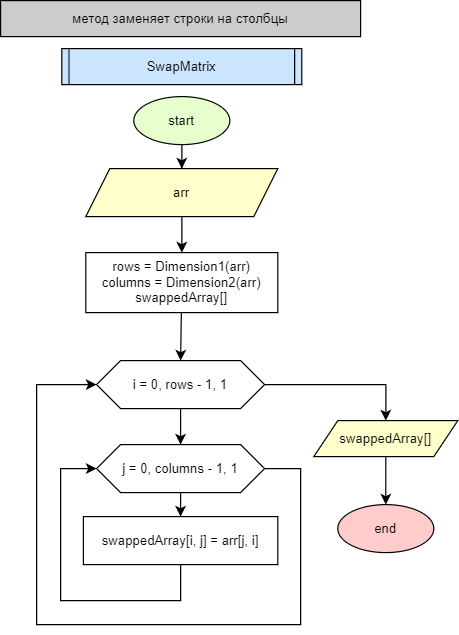 метод заменяет строки на столбцы
SwapMatrix
start
arr
rows = Dimension1(arr)
columns = Dimension2(arr)
swappedArray[]
i = 0, rows - 1, 1
j = 0, columns - 1, 1
swappedArray[i, j] = arr[j, i]
swappedArray[]
end